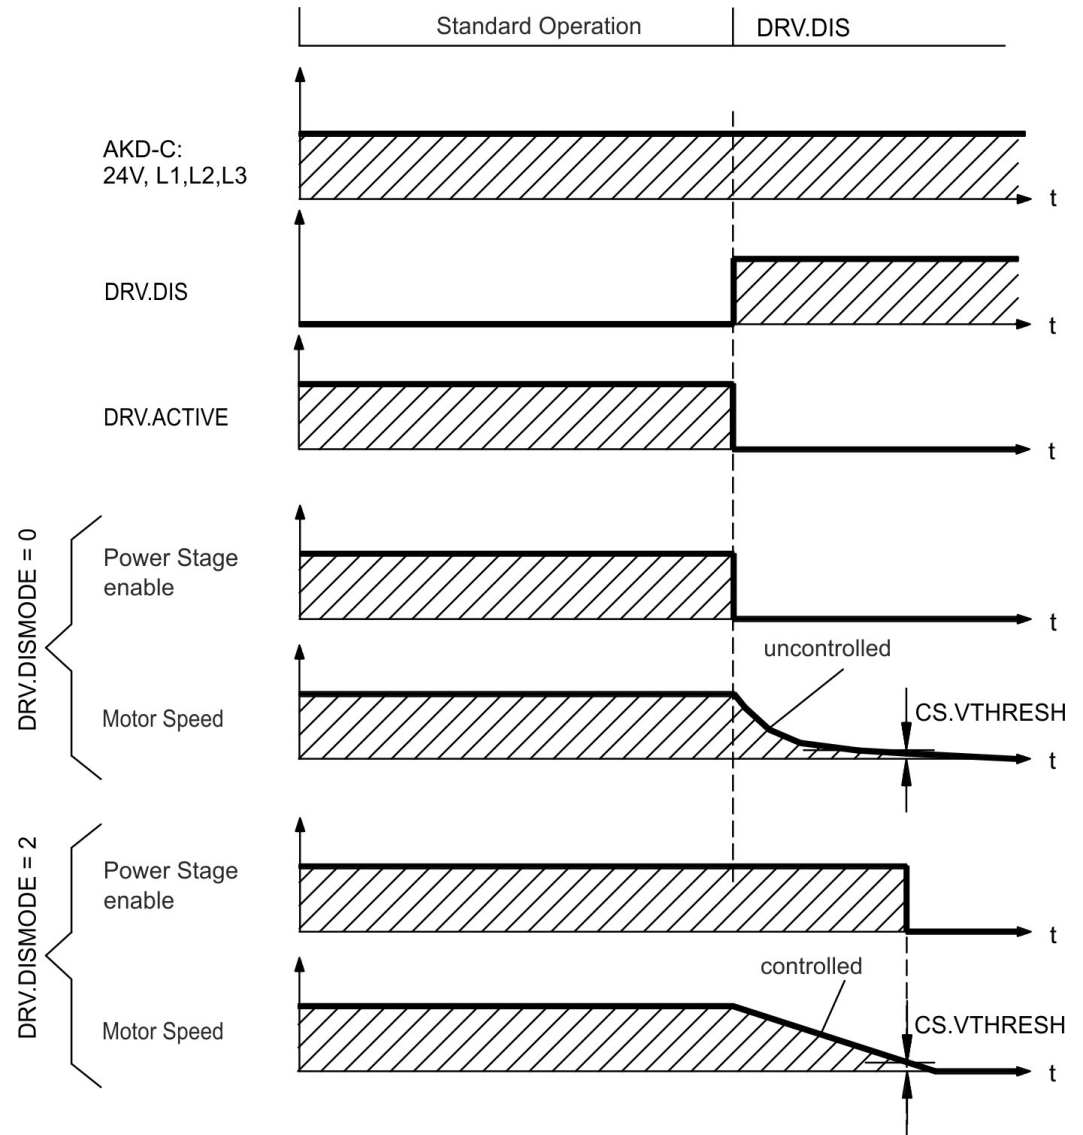 Standard Operation
DRV.DIS
AKD-C:
24V, L1,L2,L3
t
DRV.DIS
t
DRV.ACTIVE
t
DRV.DISMODE = 0
Power Stage
enable
t
uncontrolled
Motor Speed
CS.VTHRESH
t
DRV.DISMODE = 2
Power Stage
enable
t
controlled
Motor Speed
CS.VTHRESH
t